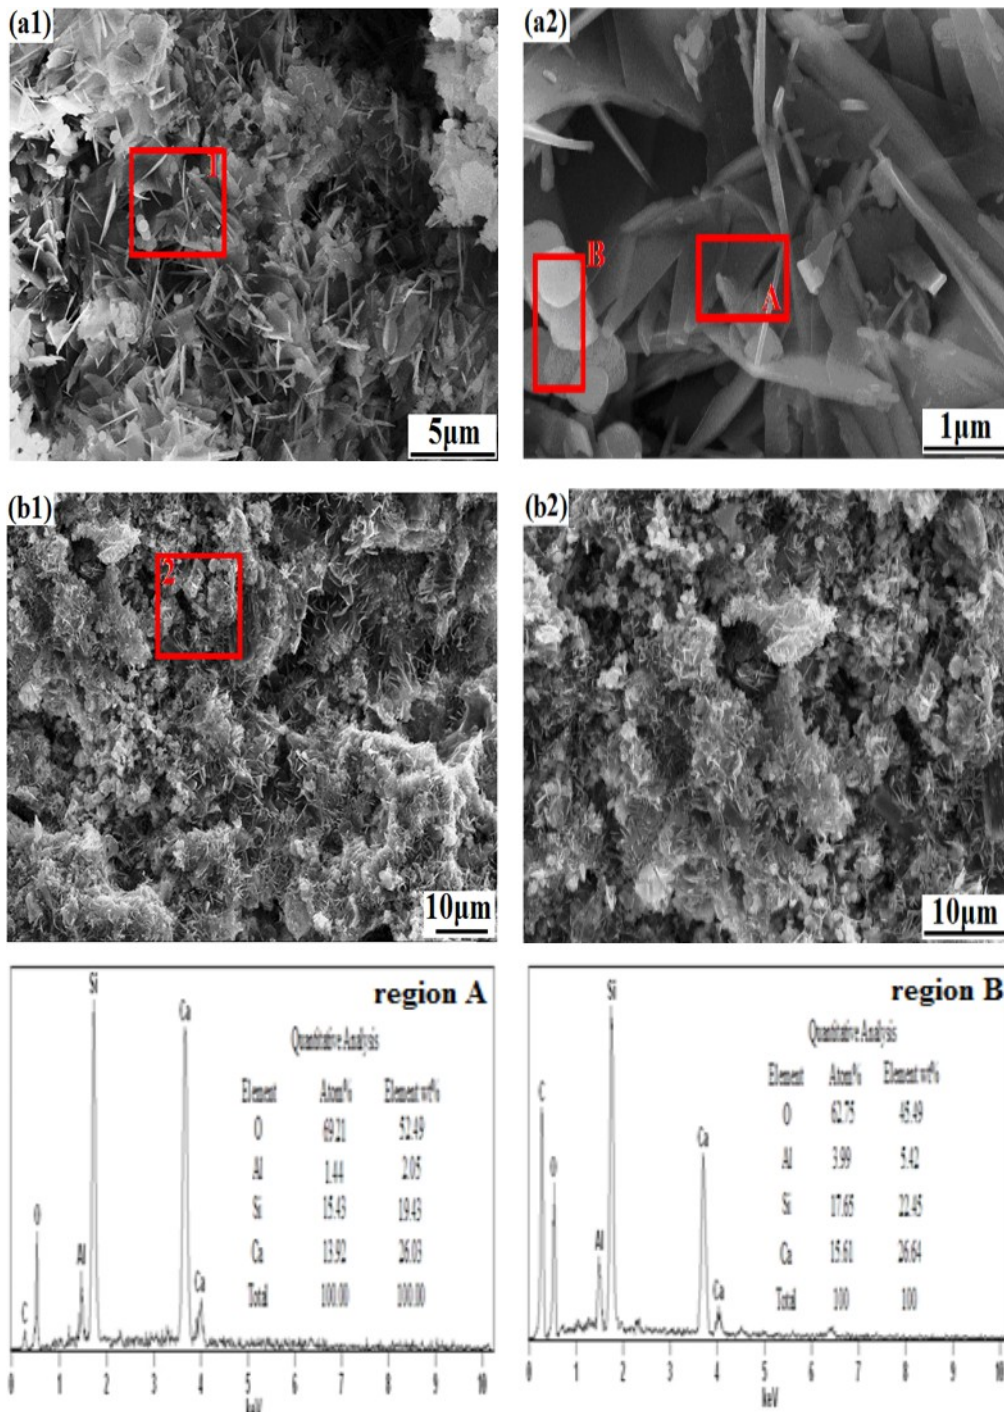 (a1)
(a2)
1
B
A
5μm
1μm
(b1)
(b2)
2
10μm
10μm
region A
Quantitative Analysis
Element Atom% Element wt%
O 69.21 52.49
Al 1.44 2.05
Si 15.43 19.43
Ca 13.92 26.03
Total 100.00 100.00
Si
Ca
O
Al
Ca
C
0 1 2 3 4 5 6 7 8 9 10
keV
region B
Quantitative Analysis
Element Atom% Element wt%
O 62.75 45.49
Al 3.99 5.42
Si 17.65 22.45
Ca 15.61 26.64
Total 100 100
Si
C
Ca
O
Al
Ca
0 1 2 3 4 5 6 7 8 9 10
keV